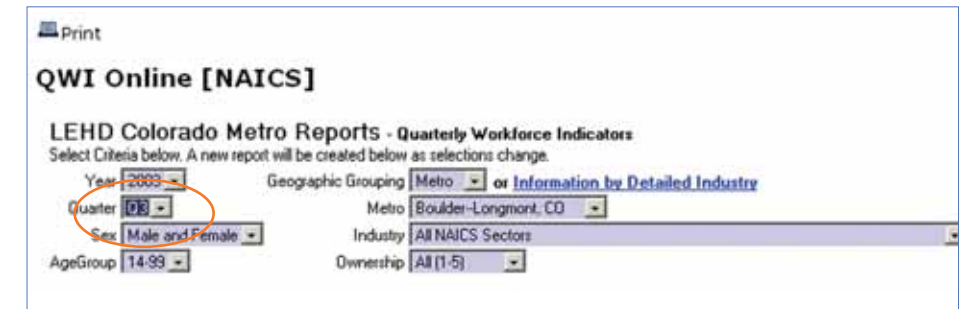 Print
QWI Online [NAICS]
LEHD Colorado Metro Reports - Quarterly Workforce Indicators
Select Criteria below. A new report will be created below as selections change.
Year 2003 Geographic Grouping Metro or Information by Detailed Industry
Quarter Q3 Metro Boulder--Longmont, CO
Sex Male and Female Industry All NAICS Sectors
AgeGroup 14-99 Ownership All (1-5)